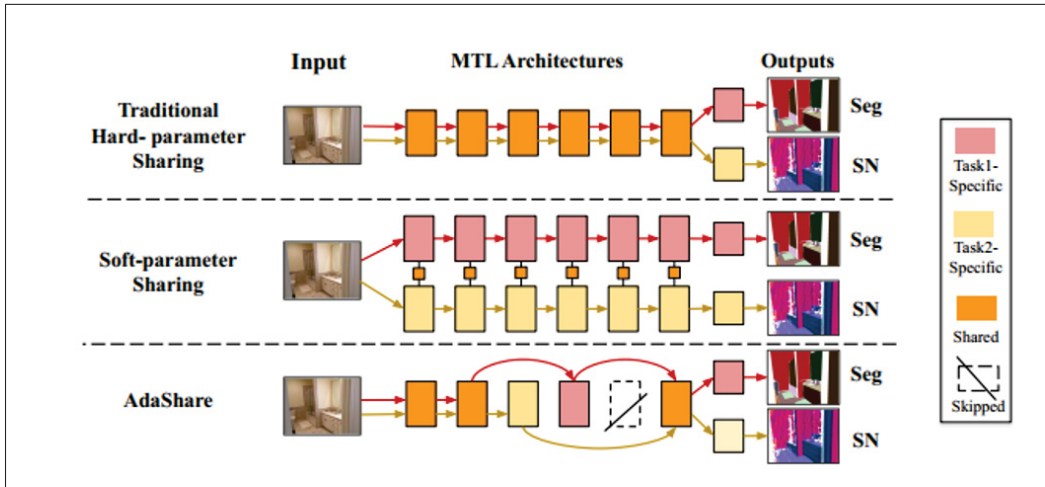 Input
MTL Architectures
Outputs
Traditional
Hard- parameter
Sharing
Seg
SN
Soft-parameter
Sharing
Seg
SN
AdaShare
Seg
SN
Task1-
Specific
Task2-
Specific
Shared
Skipped